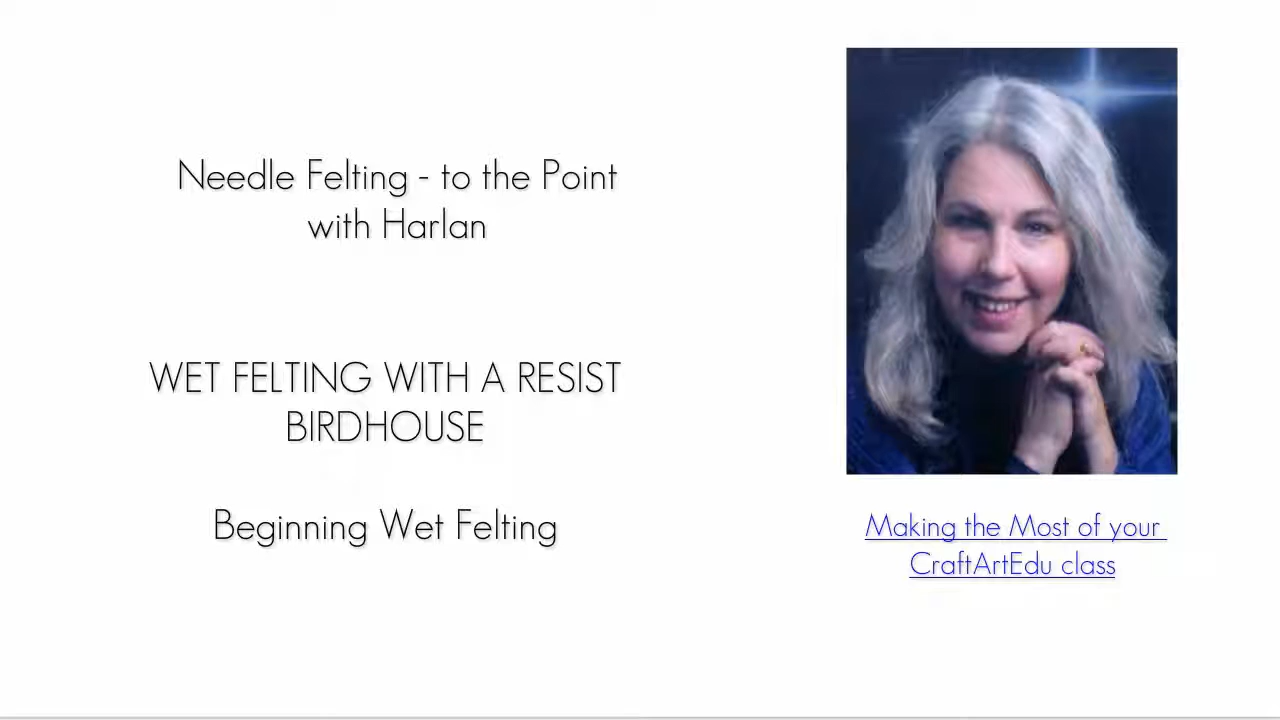 Needle Felting - to the Point
with Harlan
WET FELTING WITH A RESIST
BIRDHOUSE
Beginning Wet Felting
Making the Most of your
CraftArtEdu class